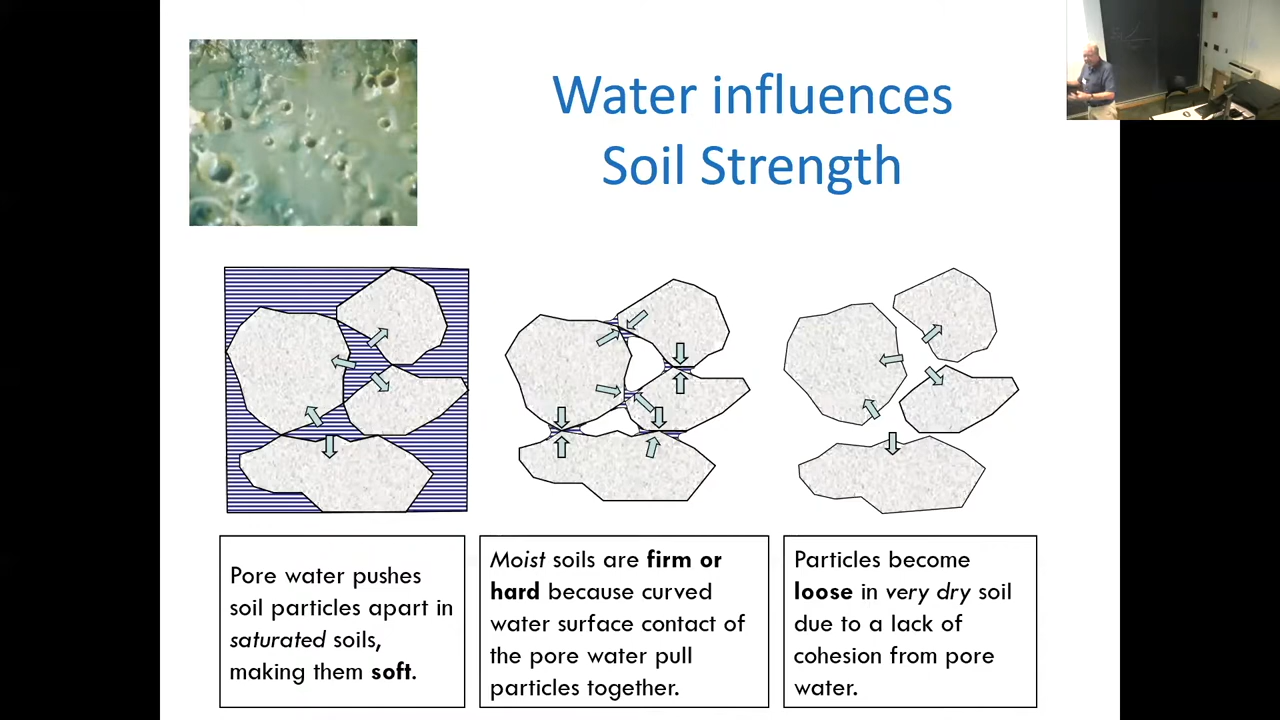 Water influences
Soil Strength
Pore water pushes
soil particles apart in
saturated soils,
making them soft.
Moist soils are firm or
hard because curved
water surface contact of
the pore water pull
particles together.
Particles become
loose in very dry soil
due to a lack of
cohesion from pore
water.